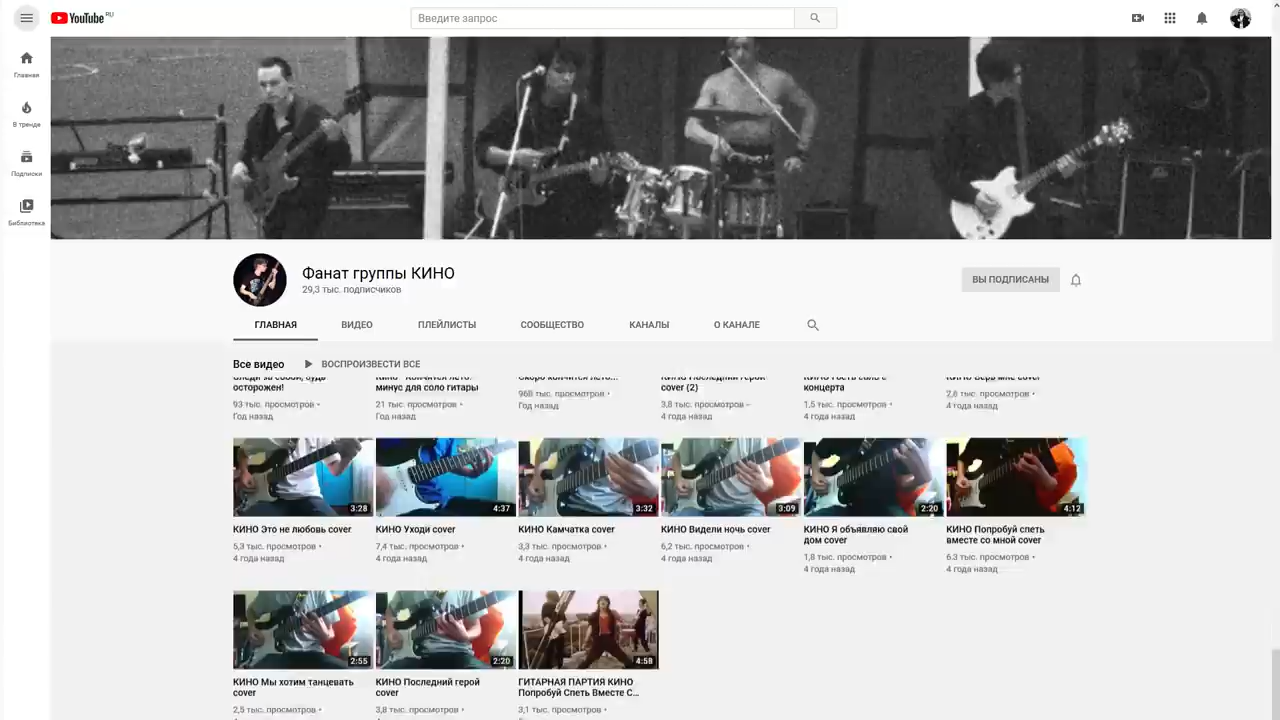 YouTube RU
Введите запрос
Главная
В тренде
Подписки
Библиотека
Фанат группы КИНО
29,3 тыс. подписчиков
ВЫ ПОДПИСАНЫ
ГЛАВНАЯ ВИДЕО ПЛЕЙЛИСТЫ СООБЩЕСТВО КАНАЛЫ О КАНАЛЕ
Все видео ВОСПРОИЗВЕСТИ ВСЕ
осторожен!
93 тыс. просмотров •
Год назад
минус для соло гитары
21 тыс. просмотров •
Год назад
Скоро кончится лето...
968 тыс. просмотров •
Год назад
КИНО Последний герой
cover (2)
3,8 тыс. просмотров
4 года назад
концерта
1,5 тыс. просмотров •
4 года назад
2,6 тыс. просмотров •
4 года назад
3:28
КИНО Это не любовь cover
5,3 тыс. просмотров •
4 года назад
4:37
КИНО Уходи cover
7,4 тыс. просмотров •
4 года назад
3:32
КИНО Камчатка cover
3,3 тыс. просмотров •
4 года назад
3:09
КИНО Видели ночь cover
6,2 тыс. просмотров •
4 года назад
2:20
КИНО Я объявляю свой
дом cover
1,8 тыс. просмотров •
4 года назад
4:12
КИНО Попробуй спеть
вместе со мной cover
6.3 тыс. просмотров •
4 года назад
2:55
КИНО Мы хотим танцевать
cover
2,5 тыс. просмотров •
2:20
КИНО Последний герой
cover
3,8 тыс. просмотров •
4:58
ГИТАРНАЯ ПАРТИЯ КИНО
Попробуй Спеть Вместе С...
3,1 тыс. просмотров •